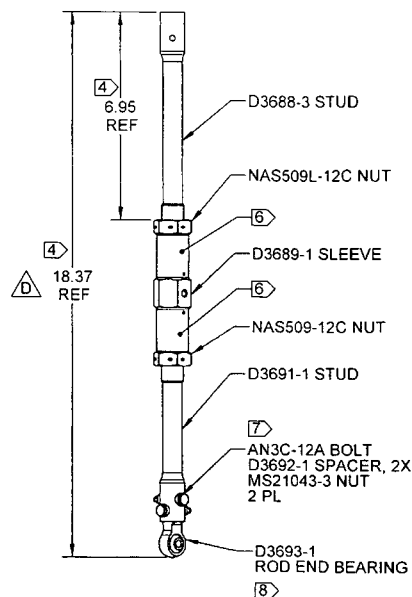 4
6.95
REF
D3688-3 STUD
NAS509L-12C NUT
6
D3689-1 SLEEVE
4
D
18.37
REF
6
NAS509-12C NUT
D3691-1 STUD
7
AN3C-12A BOLT
D3692-1 SPACER, 2X
MS21043-3 NUT
2 PL
D3693-1
ROD END BEARING
8